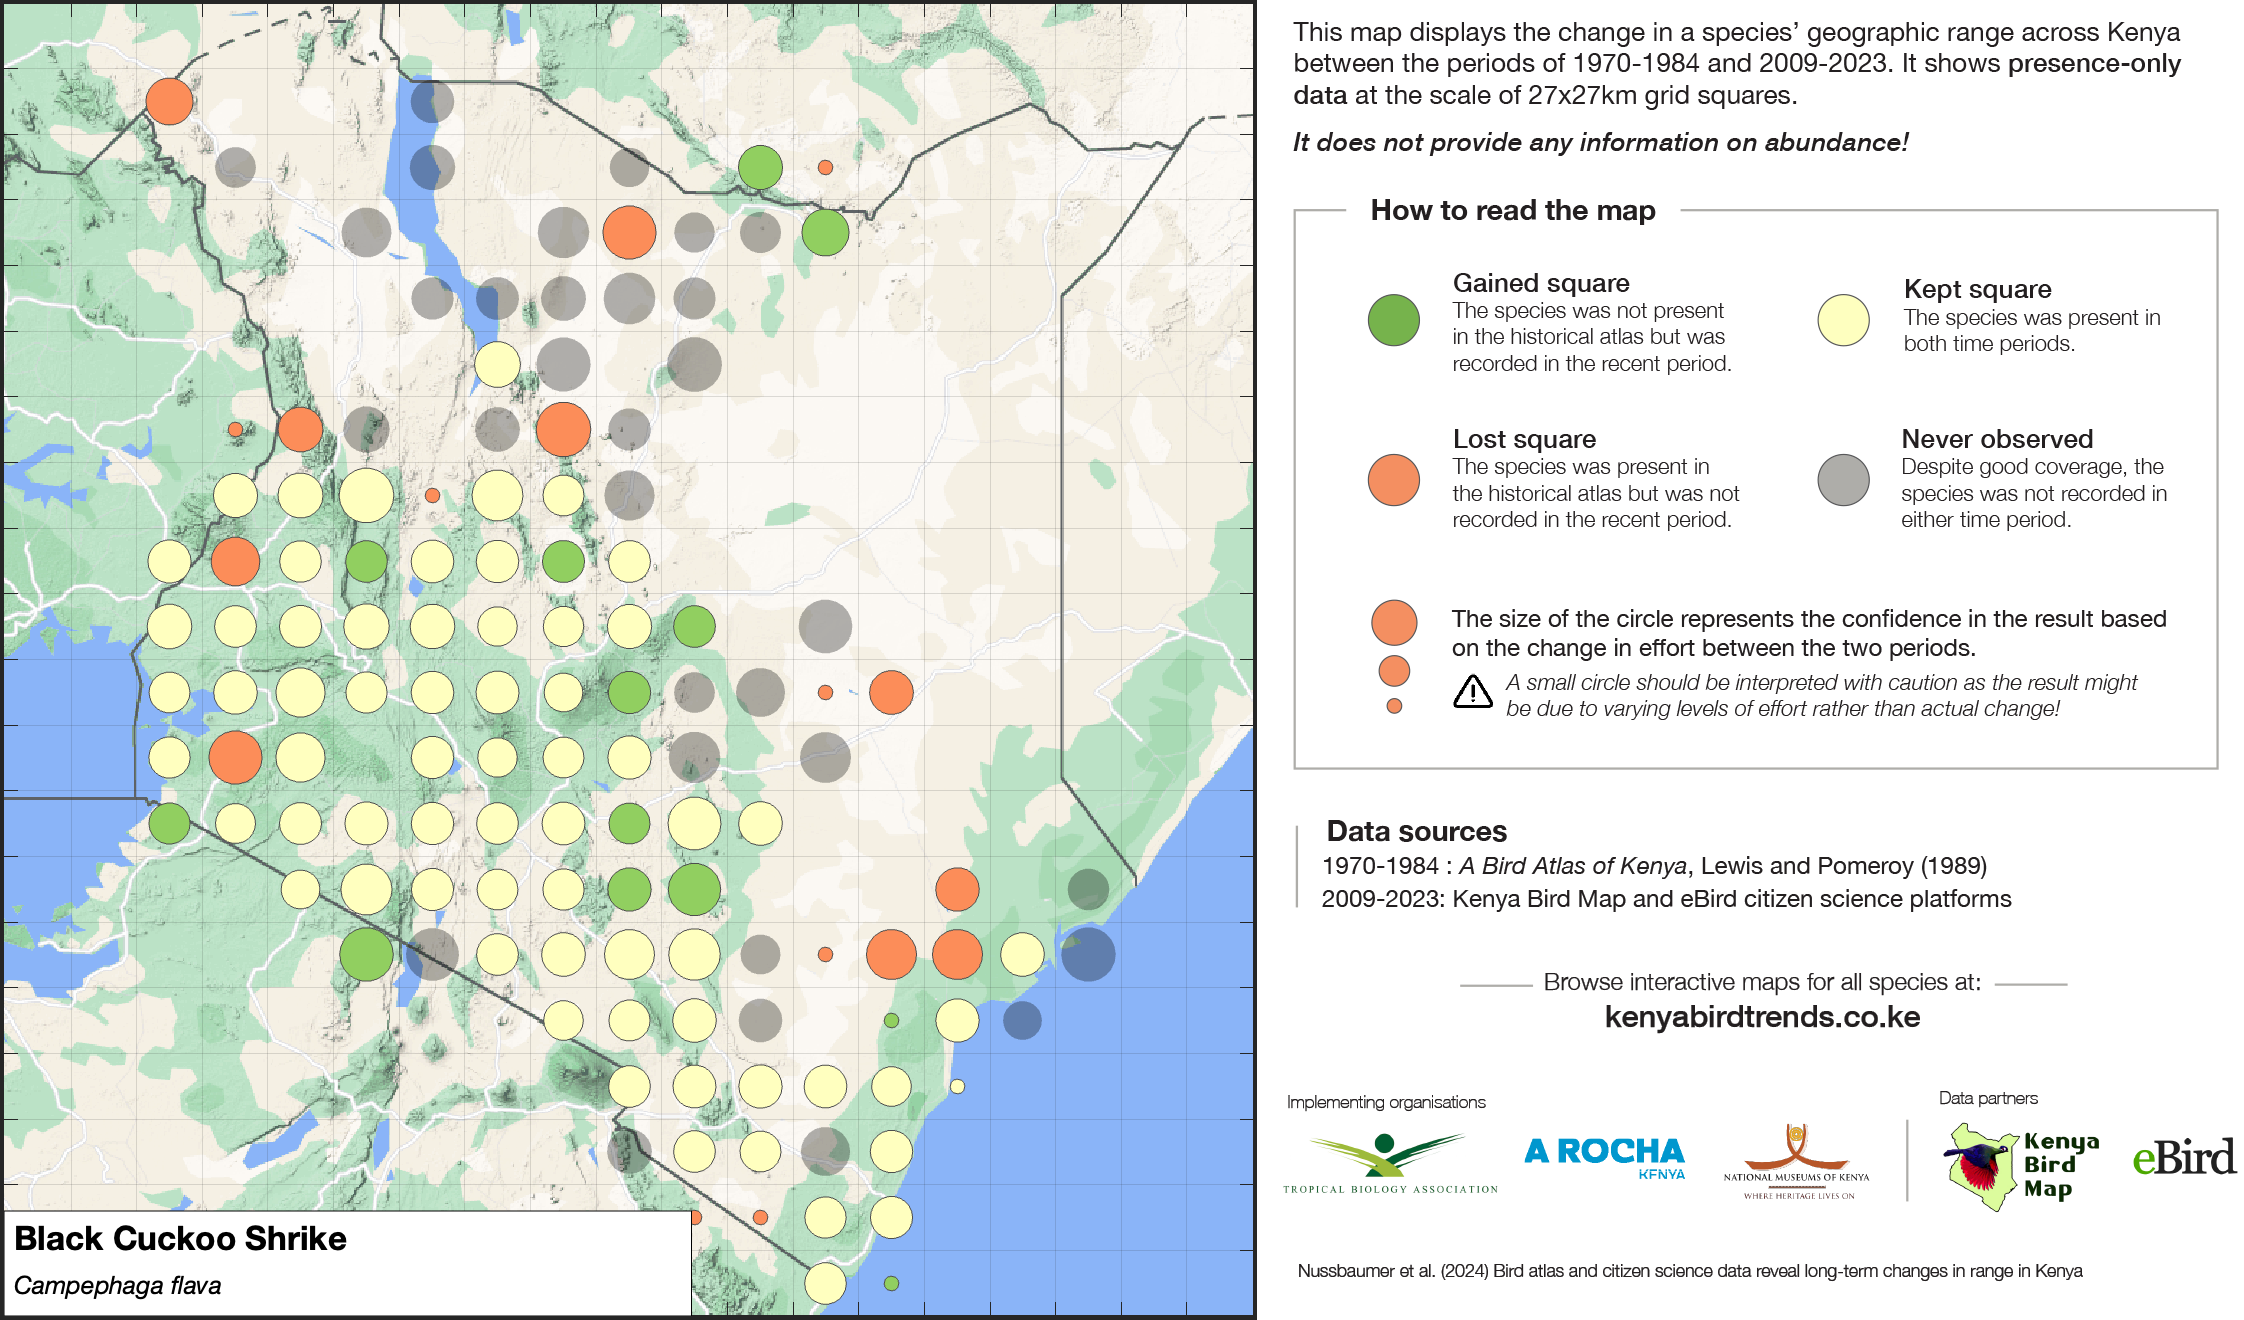 This map displays the change in a species’ geographic range across Kenya
between the periods of 1970-1984 and 2009-2023. It shows presence-only
data at the scale of 27x27km grid squares.
It does not provide any information on abundance!
How to read the map
Gained square
The species was not present
in the historical atlas but was
recorded in the recent period.
Kept square
The species was present in
both time periods.
Lost square
The species was present in
the historical atlas but was not
recorded in the recent period.
Never observed
Despite good coverage, the
species was not recorded in
either time period.
The size of the circle represents the confidence in the result based
on the change in effort between the two periods.
A small circle should be interpreted with caution as the result might
be due to varying levels of effort rather than actual change!
Data sources
1970-1984 : A Bird Atlas of Kenya, Lewis and Pomeroy (1989)
2009-2023: Kenya Bird Map and eBird citizen science platforms
Browse interactive maps for all species at:
kenyabirdtrends.co.ke
Implementing organisations
Data partners
TROPICAL BIOLOGY ASSOCIATION
A ROCHA
KENYA
NATIONAL MUSEUMS OF KENYA
WHERE HERITAGE LIVES ON
Kenya
Bird
Map
eBird
Black Cuckoo Shrike
Campephaga flava
Nussbaumer et al. (2024) Bird atlas and citizen science data reveal long-term changes in range in Kenya